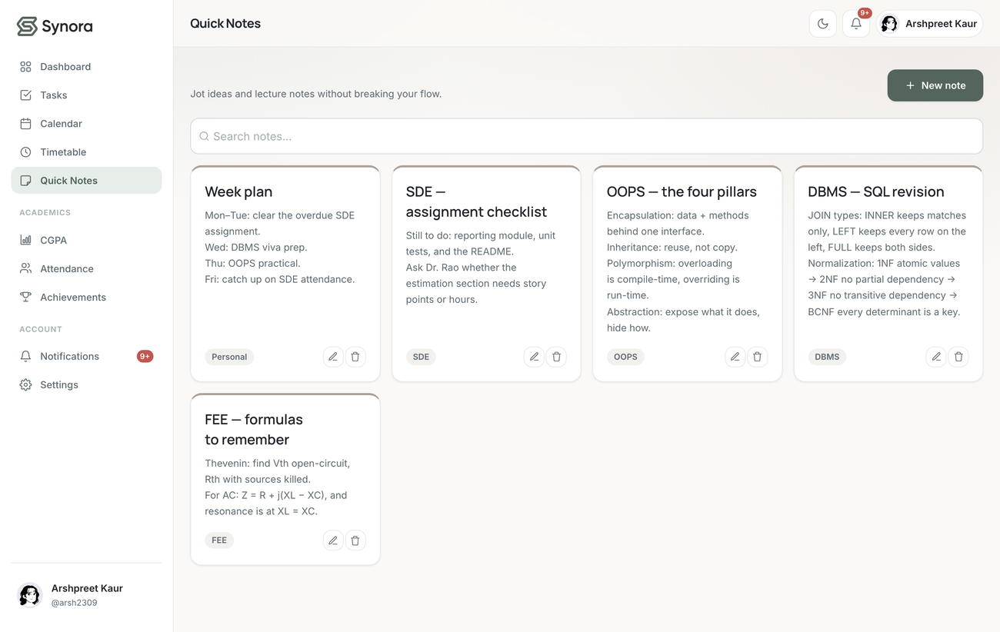 Synora
Dashboard
Tasks
Calendar
Timetable
Quick Notes
ACADEMICS
CGPA
Attendance
Achievements
ACCOUNT
Notifications 9+
Settings
Arshpreet Kaur
@arsh2309
Quick Notes
9+
Arshpreet Kaur
Jot ideas and lecture notes without breaking your flow.
+ New note
Search notes...
Week plan
Mon–Tue: clear the overdue SDE
assignment.
Wed: DBMS viva prep.
Thu: OOPS practical.
Fri: catch up on SDE attendance.
Personal
SDE —
assignment checklist
Still to do: reporting module, unit
tests, and the README.
Ask Dr. Rao whether the
estimation section needs story
points or hours.
SDE
OOPS — the four pillars
Encapsulation: data + methods
behind one interface.
Inheritance: reuse, not copy.
Polymorphism: overloading
is compile-time, overriding is
run-time.
Abstraction: expose what it does,
hide how.
OOPS
DBMS — SQL revision
JOIN types: INNER keeps matches
only, LEFT keeps every row on the
left, FULL keeps both sides.
Normalization: 1NF atomic values
→ 2NF no partial dependency →
3NF no transitive dependency →
BCNF every determinant is a key.
DBMS
FEE — formulas
to remember
Thevenin: find Vth open-circuit,
Rth with sources killed.
For AC: Z = R + j(XL − XC), and
resonance is at XL = XC.
FEE